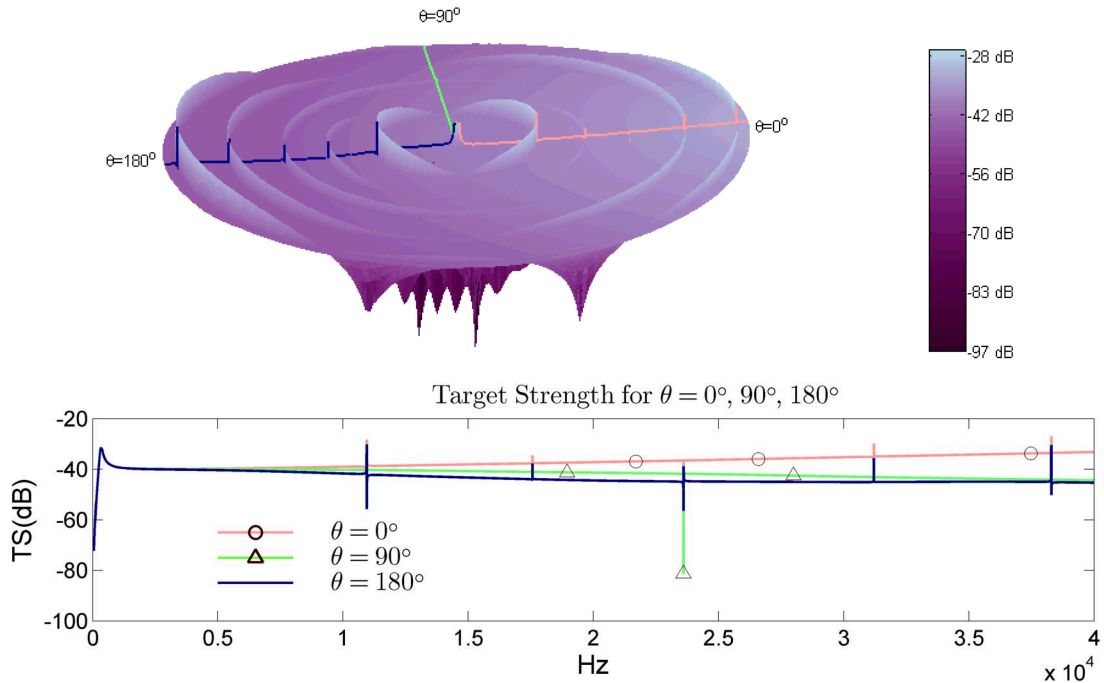 θ=90°
-28 dB
-42 dB
θ=0°
θ=180°
-56 dB
-70 dB
-83 dB
-97 dB
Target Strength for θ = 0°, 90°, 180°
-20
-40
-60
-80
-100
TS(dB)
θ = 0°
θ = 90°
θ = 180°
0 0.5 1 1.5 2 2.5 3 3.5 4
Hz
x 10⁴